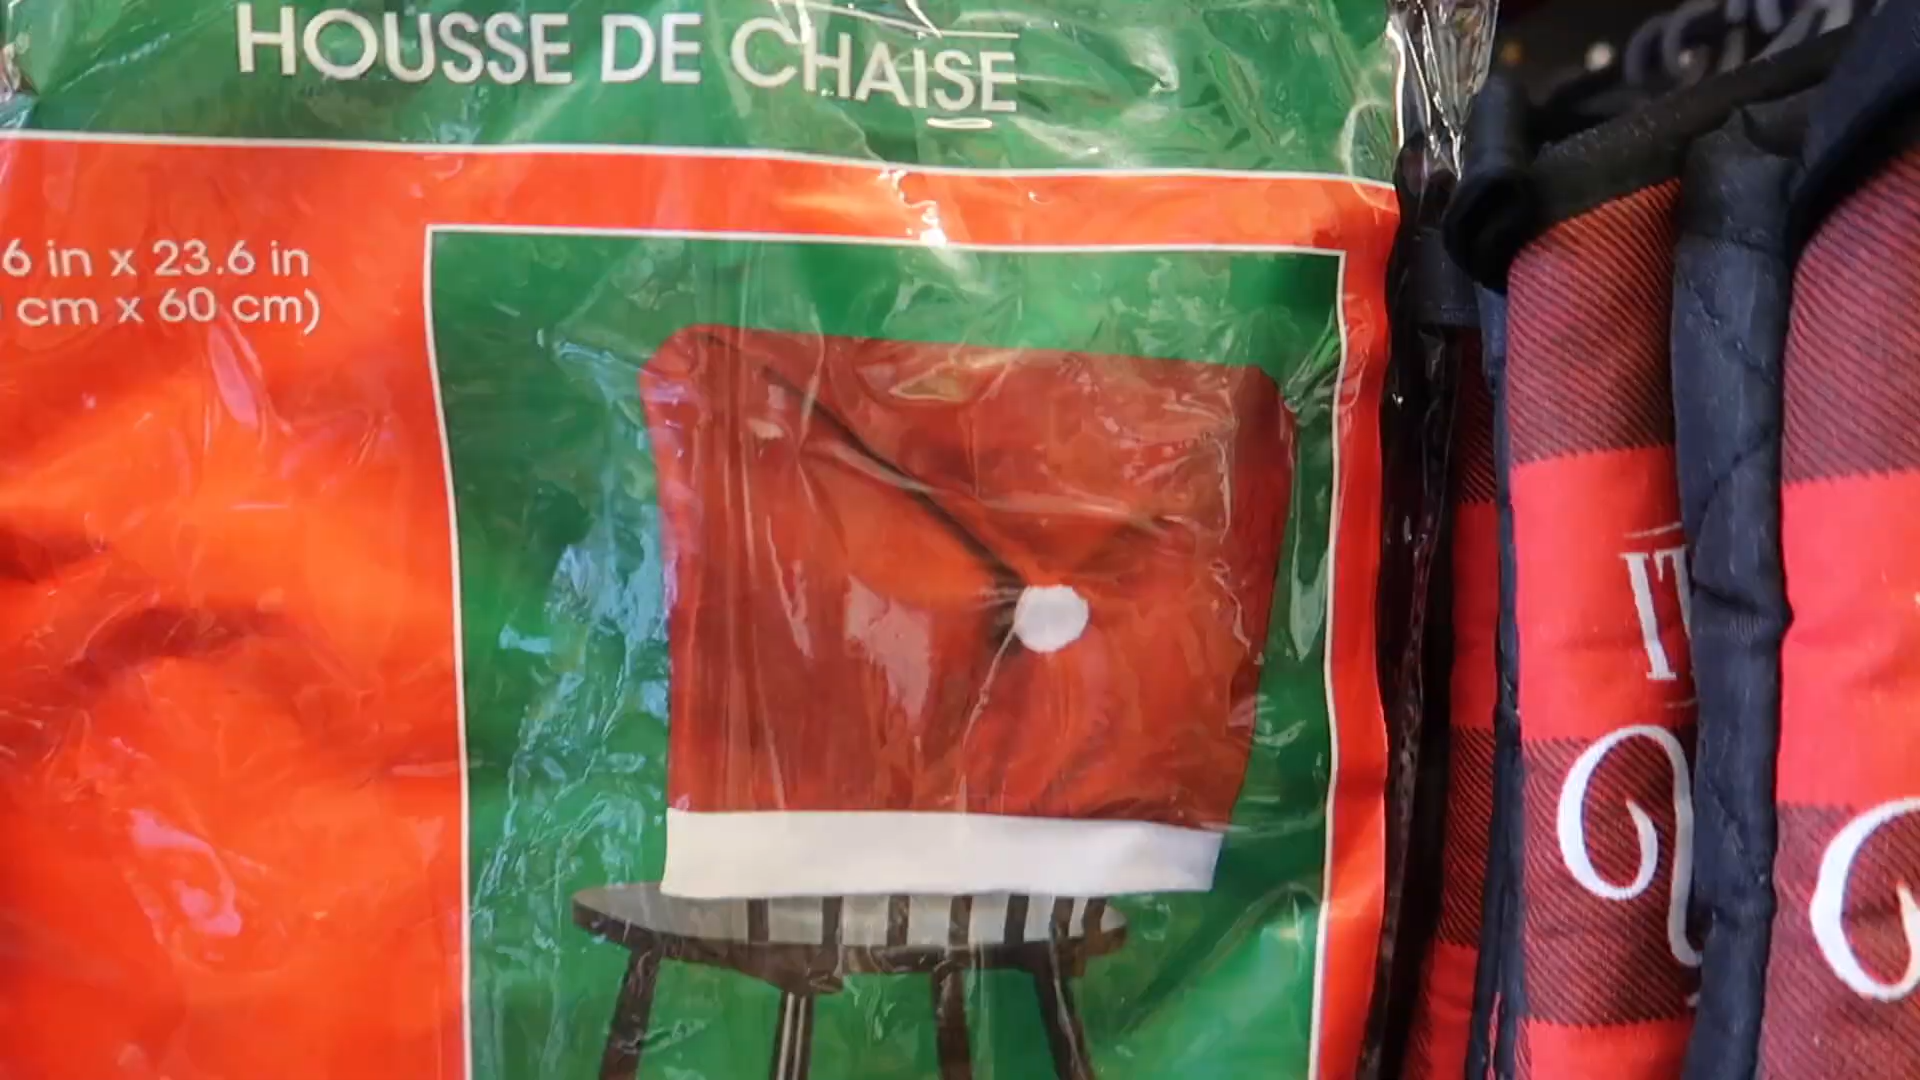 HOUSSE DE CHAISE
6 in x 23.6 in
cm x 60 cm)